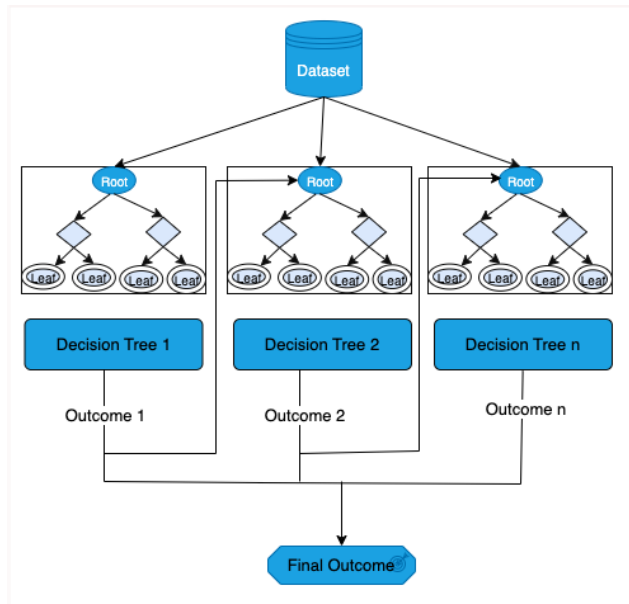 Dataset
Root
Root
Root
Leaf
Leaf
Leaf
Leaf
Leaf
Leaf
Leaf
Leaf
Leaf
Leaf
Leaf
Leaf
Decision Tree 1
Decision Tree 2
Decision Tree n
Outcome 1
Outcome 2
Outcome n
Final Outcome